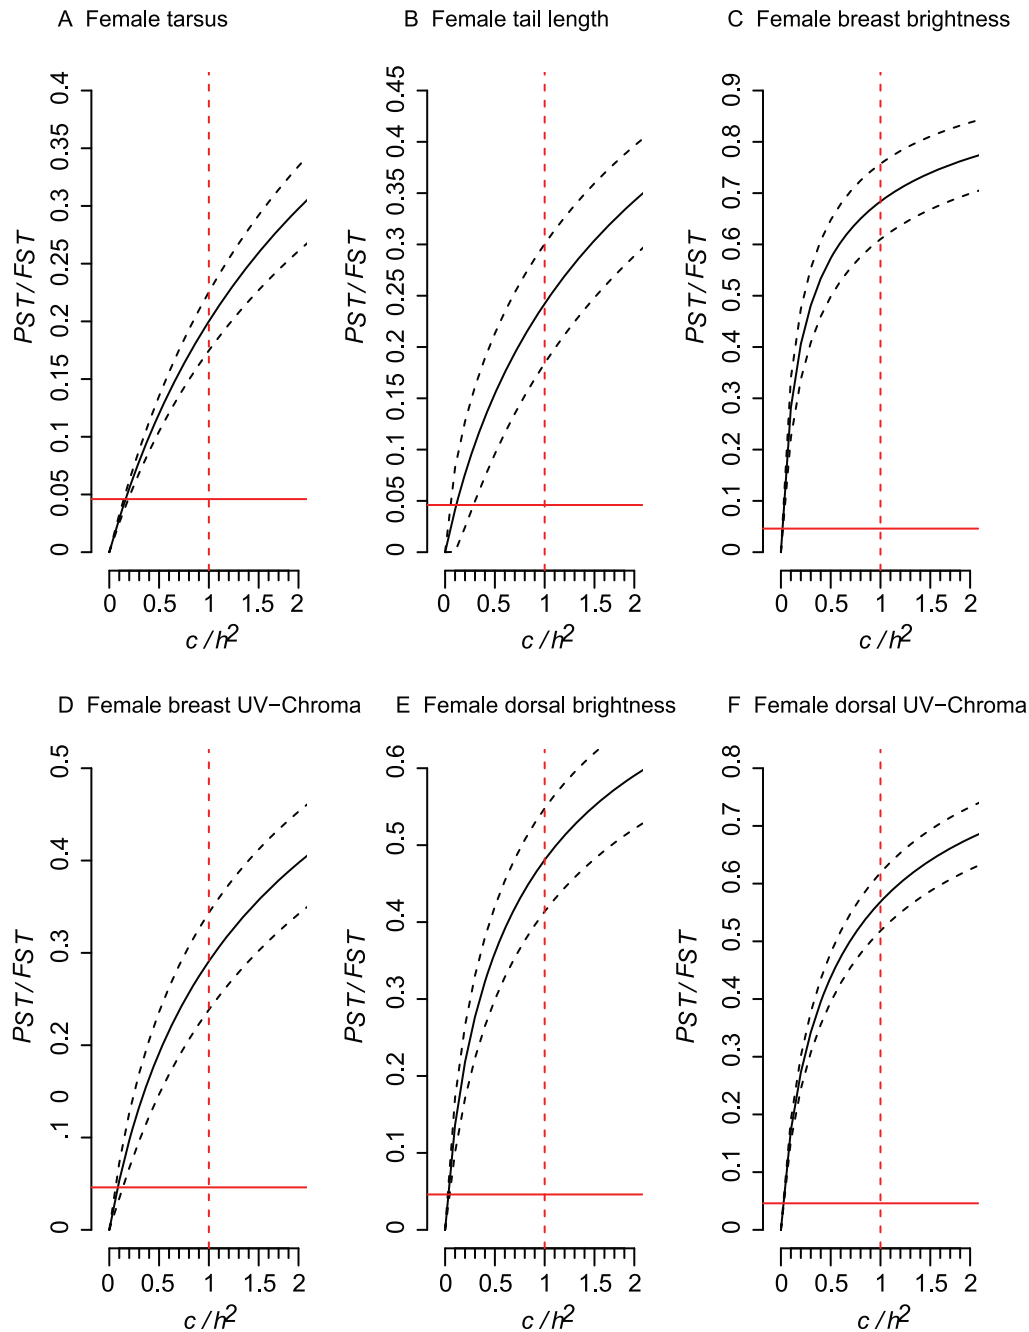 A Female tarsus
B Female tail length
C Female breast brightness
0 0.05 0.1 0.15 0.2 0.25 0.3 0.35 0.4
PST/FST
0 0.5 1 1.5 2
c/h2
0 0.05 0.1 0.15 0.2 0.25 0.3 0.35 0.4 0.45
PST/FST
0 0.5 1 1.5 2
c/h2
0 0.1 0.2 0.3 0.4 0.5 0.6 0.7 0.8 0.9
PST/FST
0 0.5 1 1.5 2
c/h2
D Female breast UV−Chroma
E Female dorsal brightness
F Female dorsal UV−Chroma
0 .1 0 0.2 0.3 0.4 0.5
PST/FST
0 0.5 1 1.5 2
c/h2
0 0.1 0.2 0.3 0.4 0.5 0.6
PST/FST
0 0.5 1 1.5 2
c/h2
0 0.1 0.2 0.3 0.4 0.5 0.6 0.7 0.8
PST/FST
0 0.5 1 1.5 2
c/h2